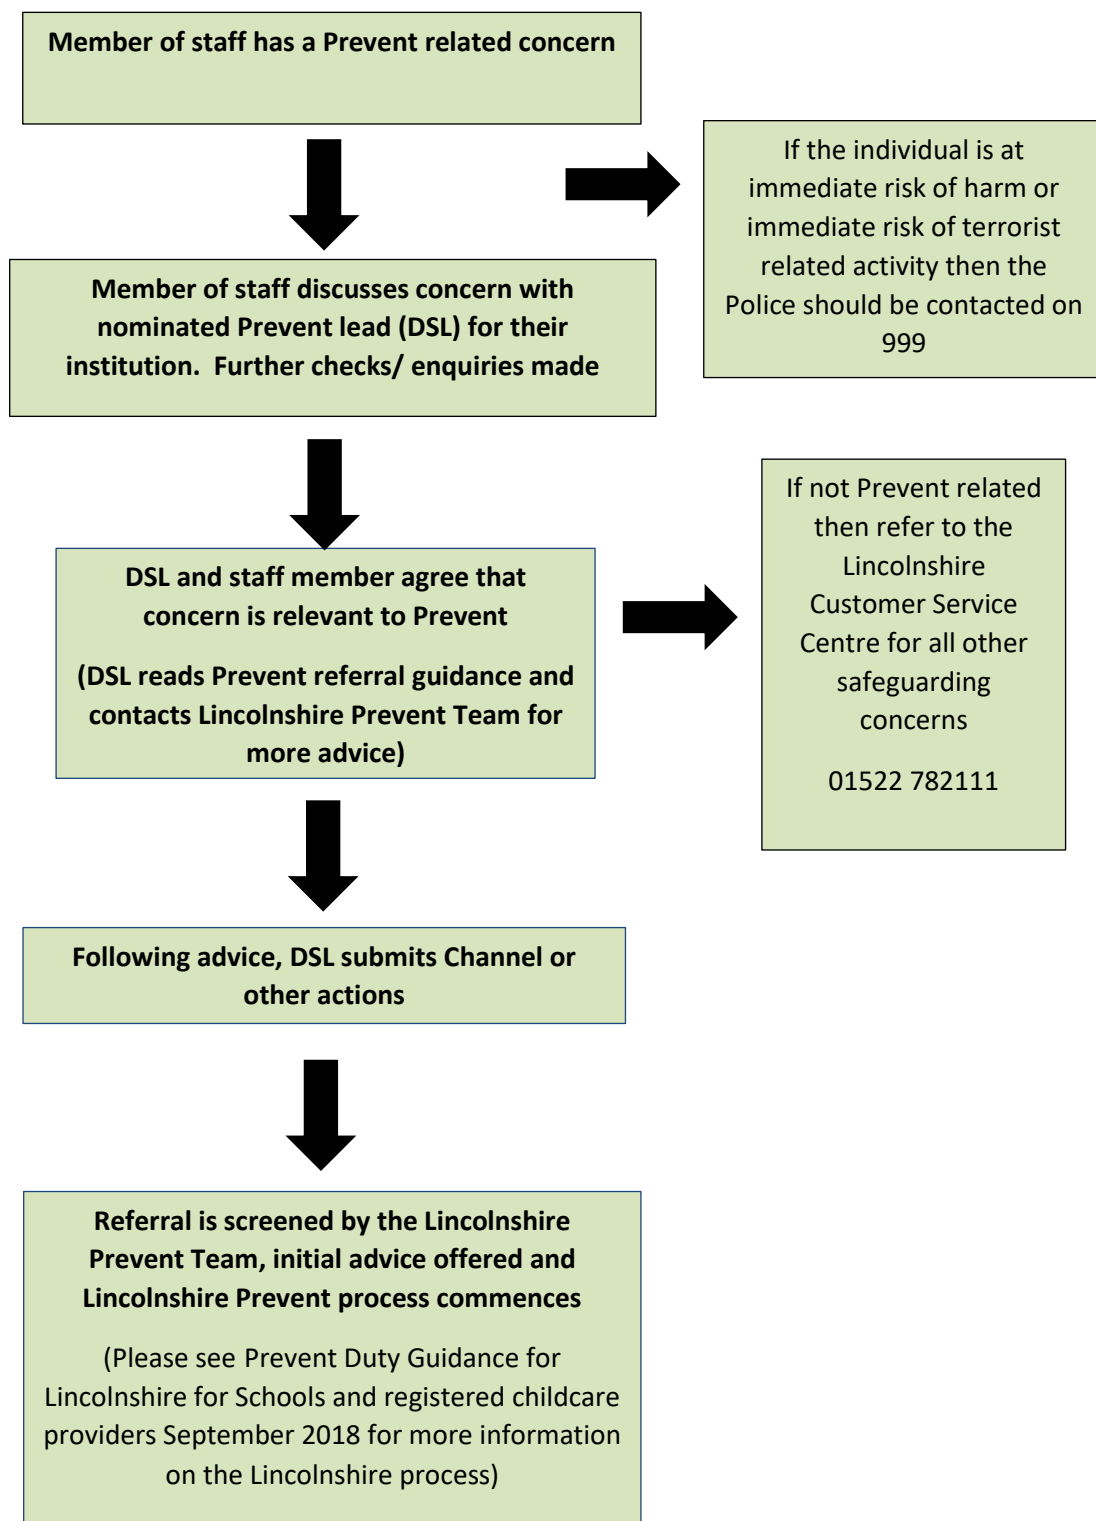 Member of staff has a Prevent related concern
If the individual is at
immediate risk of harm or
immediate risk of terrorist
related activity then the
Police should be contacted on
999
Member of staff discusses concern with
nominated Prevent lead (DSL) for their
institution.  Further checks/ enquiries made
DSL and staff member agree that
concern is relevant to Prevent
(DSL reads Prevent referral guidance and
contacts Lincolnshire Prevent Team for
more advice)
If not Prevent related
then refer to the
Lincolnshire
Customer Service
Centre for all other
safeguarding
concerns
01522 782111
Following advice, DSL submits Channel or
other actions
Referral is screened by the Lincolnshire
Prevent Team, initial advice offered and
Lincolnshire Prevent process commences
(Please see Prevent Duty Guidance for
Lincolnshire for Schools and registered childcare
providers September 2018 for more information
on the Lincolnshire process)